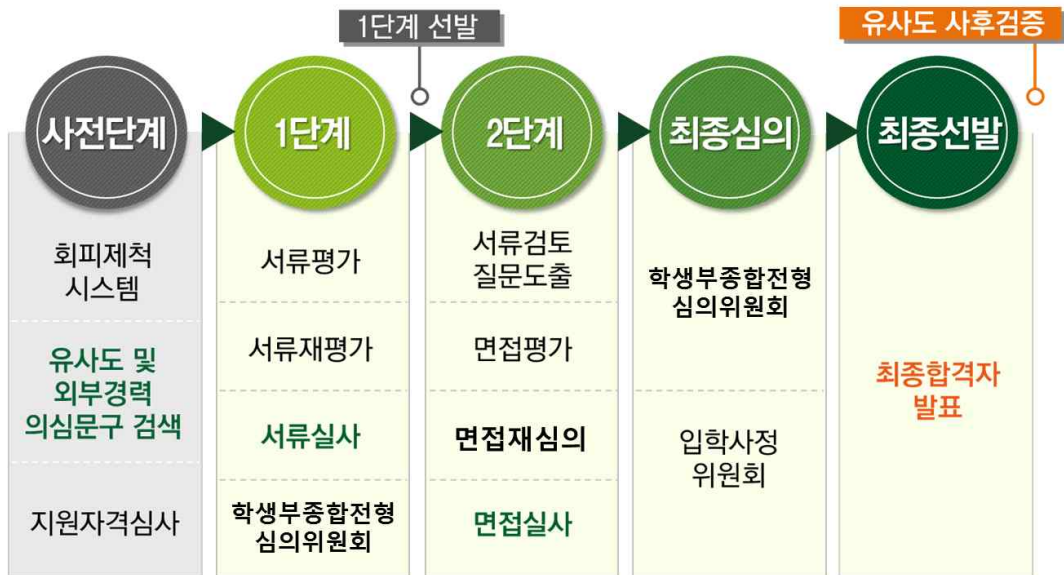 1단계 선발
유사도 사후검증
사전단계
회피제척
시스템
유사도 및
외부경력
의심문구 검색
지원자격심사
1단계
서류평가
서류재평가
서류실사
학생부종합전형
심의위원회
2단계
서류검토
질문도출
면접평가
면접재심의
면접실사
최종심의
학생부종합전형
심의위원회
입학사정
위원회
최종선발
최종합격자
발표